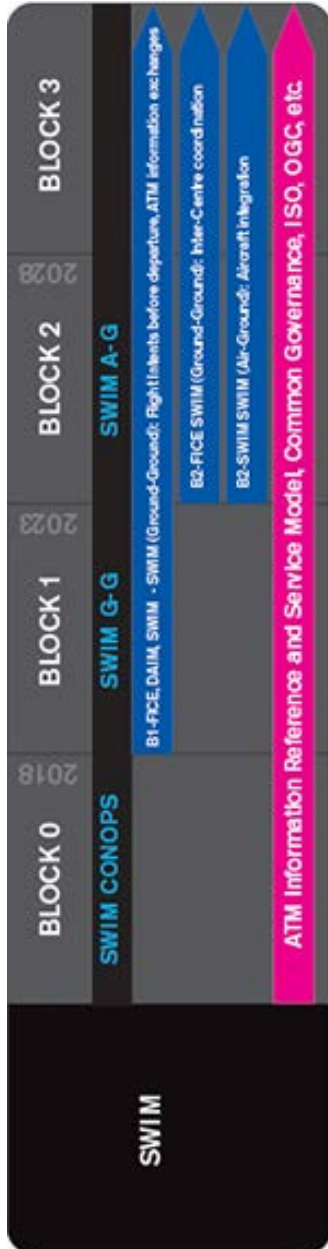 SWIM
BLOCK 0
2018
BLOCK 1
2023
BLOCK 2
2028
BLOCK 3
SWIM CONOPS
SWIM G-G
SWIM A-G
B1-FICE, DAIM, SWIM - SWIM (Ground-Ground): Flight intents before departure, ATM information exchanges
B2-FICE SWIM (Ground-Ground): Inter-Centre coordination
B2-SWIM SWIM (Air-Ground): Aircraft integration
ATM Information Reference and Service Model, Common Governance, ISO, OGC, etc.